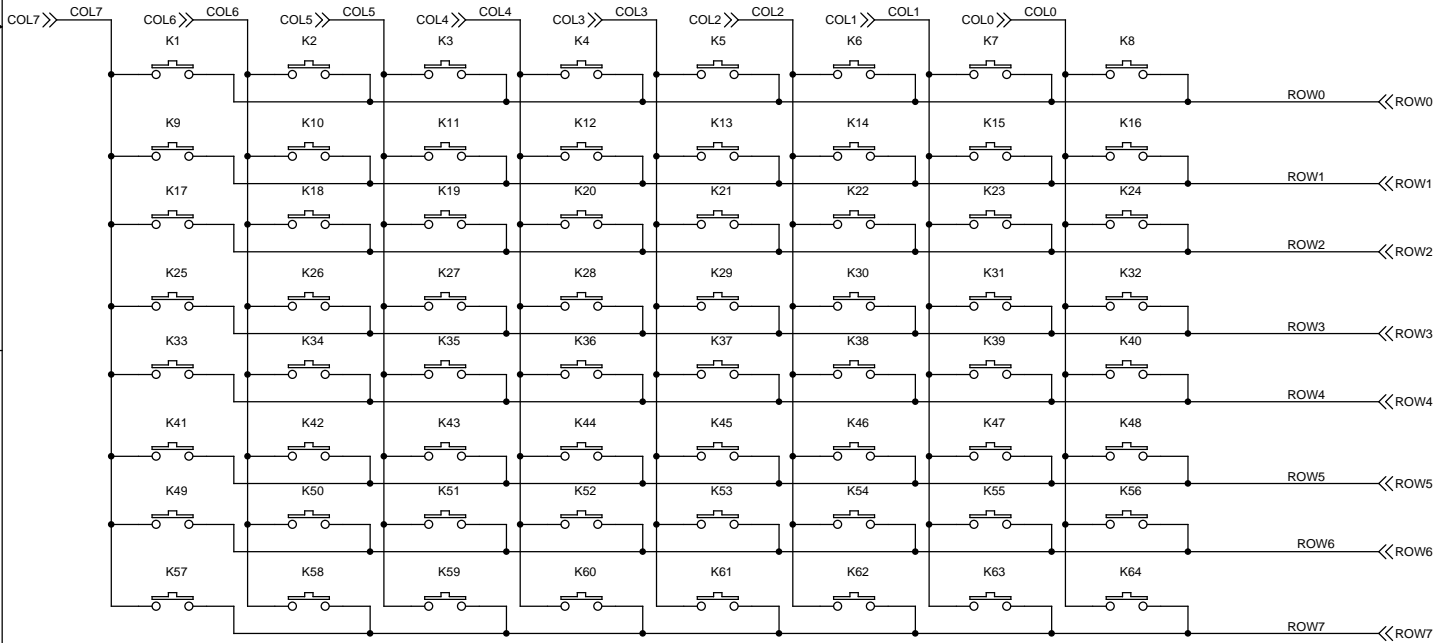 COL7 COL7 COL6 COL6 COL5 COL5 COL4 COL4 COL3 COL3 COL2 COL2 COL1 COL1 COL0 COL0
K1 K2 K3 K4 K5 K6 K7 K8
ROW0 ROW0
K9 K10 K11 K12 K13 K14 K15 K16
ROW1 ROW1
K17 K18 K19 K20 K21 K22 K23 K24
ROW2 ROW2
K25 K26 K27 K28 K29 K30 K31 K32
ROW3 ROW3
K33 K34 K35 K36 K37 K38 K39 K40
ROW4 ROW4
K41 K42 K43 K44 K45 K46 K47 K48
ROW5 ROW5
K49 K50 K51 K52 K53 K54 K55 K56
ROW6 ROW6
K57 K58 K59 K60 K61 K62 K63 K64
ROW7 ROW7